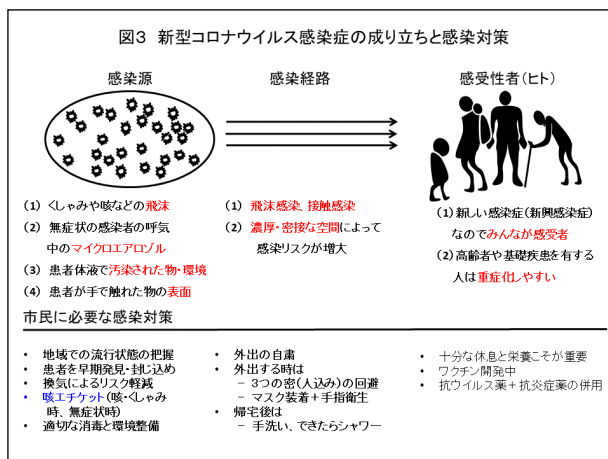 図3 新型コロナウイルス感染症の成り立ちと感染対策
感染源
感染経路
感受性者(ヒト)
(1) くしゃみや咳などの飛沫
(2) 無症状の感染者の呼気
中のマイクロエアロゾル
(3) 患者体液で汚染された物・環境
(4) 患者が手で触れた物の表面
(1) 飛沫感染、接触感染
(2) 濃厚・密接な空間によって
感染リスクが増大
(1) 新しい感染症(新興感染症)
なのでみんなが感受者
(2) 高齢者や基礎疾患を有する
人は重症化しやすい
市民に必要な感染対策
• 地域での流行状態の把握
• 患者を早期発見・封じ込め
• 換気によるリスク軽減
• 咳エチケット(咳・くしゃみ
時、無症状時)
• 適切な消毒と環境整備
• 外出の自粛
• 外出する時は
– 3つの密(人込み)の回避
– マスク装着+手指衛生
• 帰宅後は
– 手洗い、できたらシャワー
• 十分な休息と栄養こそが重要
• ワクチン開発中
• 抗ウイルス薬+抗炎症薬の併用